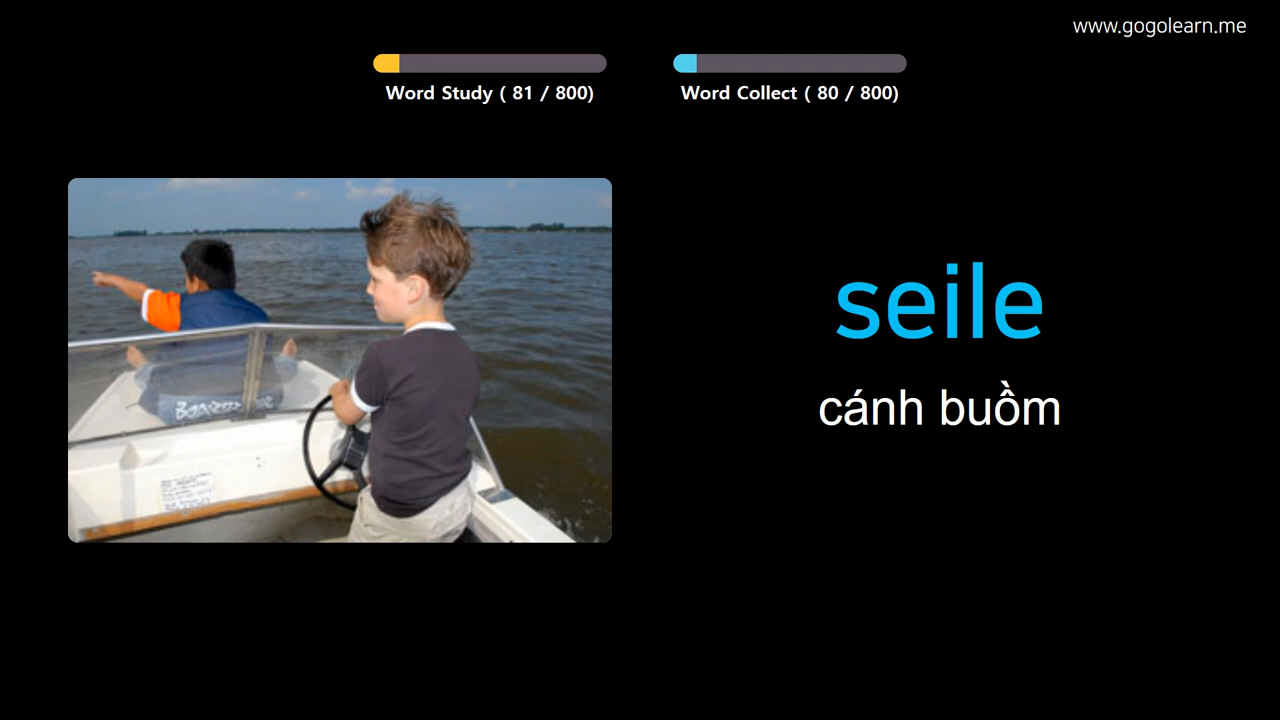 www.gogolearn.me
Word Study ( 81 / 800)
Word Collect ( 80 / 800)
seile
cánh buồm